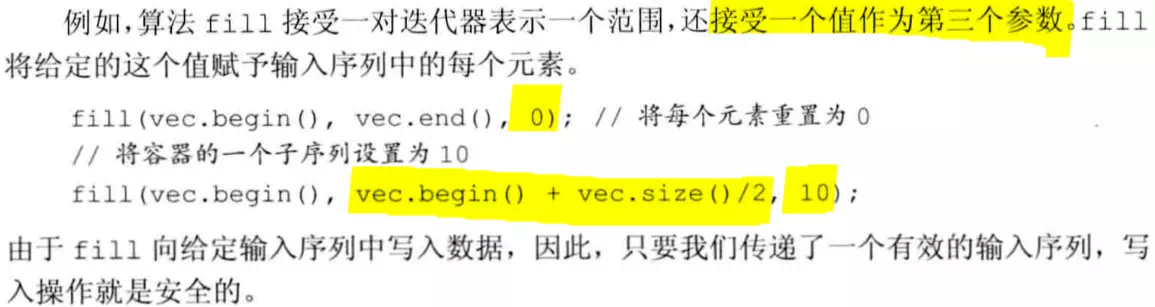 例如,算法 fill 接受一对迭代器表示一个范围,还接受一个值作为第三个参数。fill
将给定的这个值赋予输入序列中的每个元素。
fill(vec.begin(), vec.end(), 0); // 将每个元素重置为 0
// 将容器的一个子序列设置为 10
fill(vec.begin(), vec.begin() + vec.size()/2, 10);
由于 fill 向给定输入序列中写入数据，因此，只要我们传递了一个有效的输入序列，写
入操作就是安全的。